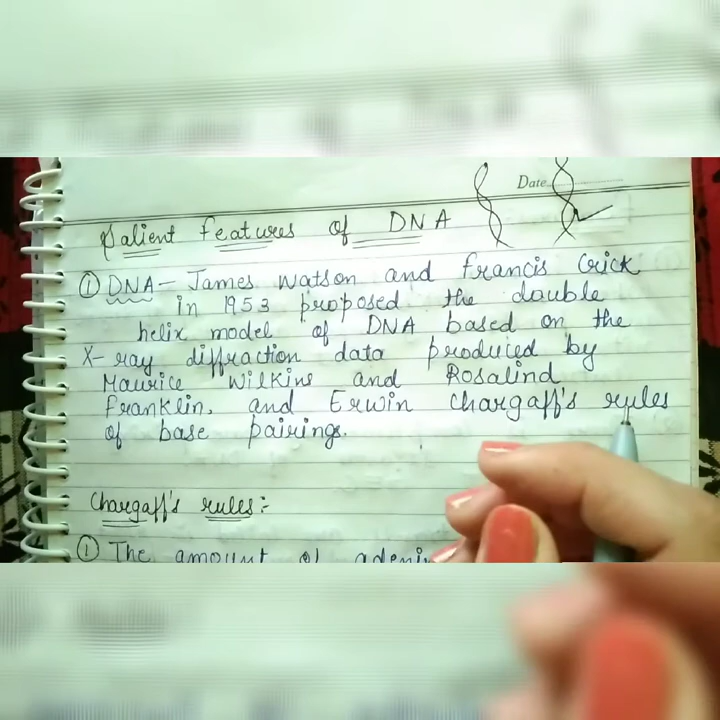 Date
Salient features of DNA
① DNA - James Watson and Francis Crick
in 1953 proposed the double
helix model of DNA based on the
X-ray diffraction data produced by
Maurice Wilkins and Rosalind
Franklin, and Erwin Chargaff's rules
of base pairing.
Chargaff's rules:-
① The amount of adenin